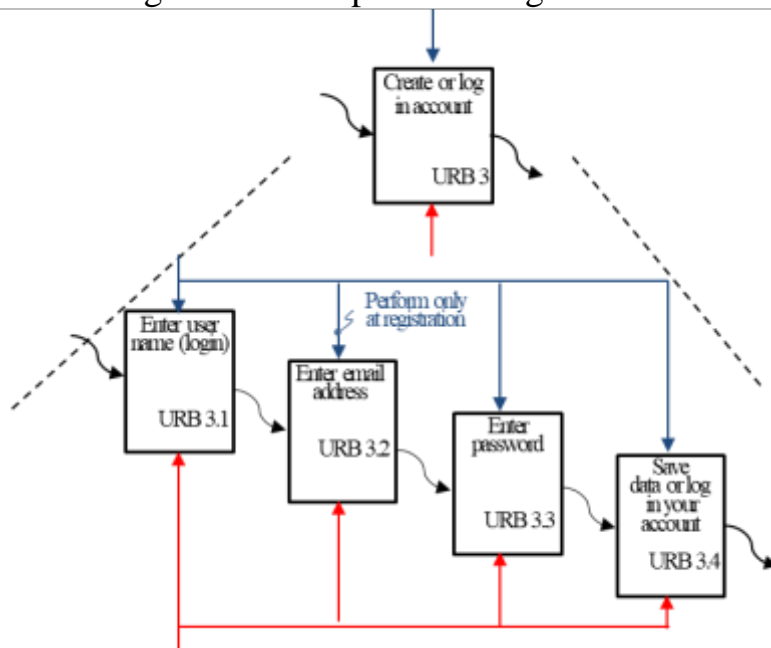 Create or log
in account
URB 3
Perform only
at registration
Enter user
name (login)
URB 3.1
Enter email
address
URB 3.2
Enter
password
URB 3.3
Save
data or log
in your
account
URB 3.4